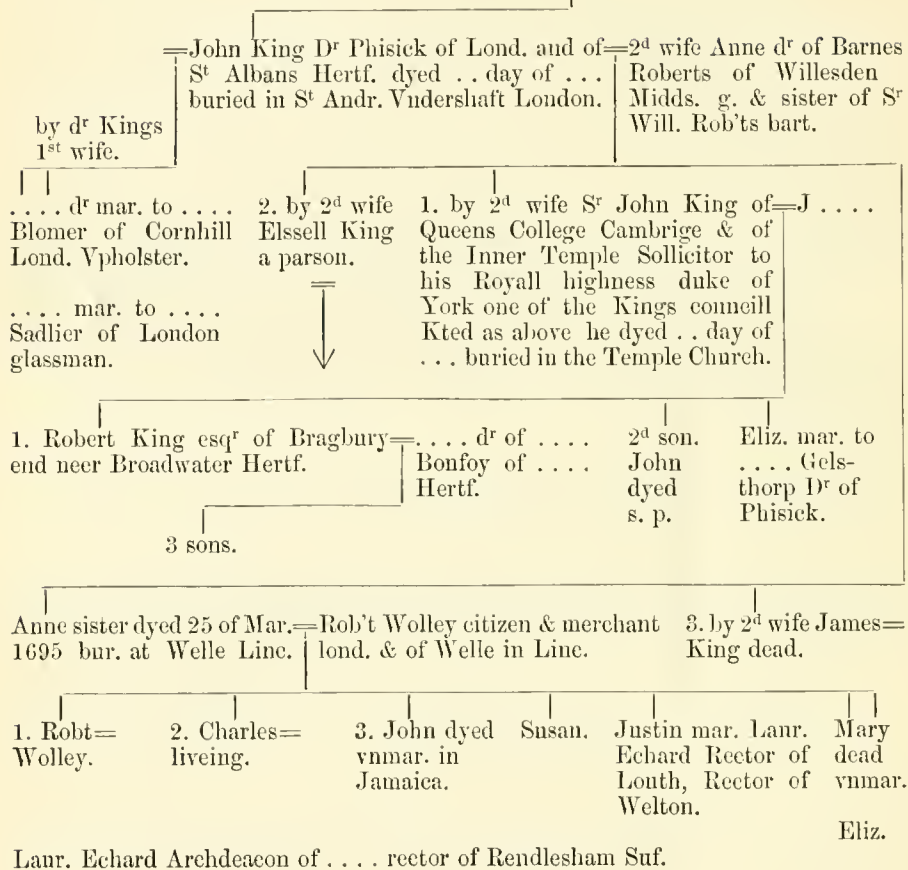 =John King Dʳ Phisick of Lond. and of=
Sᵗ Albans Hertf. dyed . . day of . . .
buried in Sᵗ Andr. Vndershaft London.
2ᵈ wife Anne dʳ of Barnes
Roberts of Willesden
Midds. g. & sister of Sʳ
Will. Rob'ts bart.
by dʳ Kings
1ˢᵗ wife.
. . . . dʳ mar. to . . . .
Blomer of Cornhill
Lond. Vpholster.
. . . . mar. to . . . .
Sadlier of London
glassman.
2. by 2ᵈ wife
Elssell King
a parson.
1. by 2ᵈ wife Sʳ John King of=J . . . .
Queens College Cambrige & of
the Inner Temple Sollicitor to
his Royall highness duke of
York one of the Kings councill
Kted as above he dyed . . day of
. . . buried in the Temple Church.
1. Robert King esqʳ of Bragbury=
end neer Broadwater Hertf.
. . . . dʳ of . . . .
Bonfoy of . . . .
Hertf.
2ᵈ son.
John
dyed
s. p.
Eliz. mar. to
. . . . Gels-
thorp Dʳ of
Phisick.
3 sons.
Anne sister dyed 25 of Mar.=
1695 bur. at Welle Linc.
Rob't Wolley citizen & merchant
lond. & of Welle in Linc.
3. by 2ᵈ wife James=
King dead.
1. Robt=
Wolley.
2. Charles=
liveing.
3. John dyed
vnmar. in
Jamaica.
Susan.
Justin mar. Laur.
Echard Rector of
Louth, Rector of
Welton.
Mary
dead
vnmar.
Eliz.
Laur. Echard Archdeacon of . . . . rector of Rendlesham Suf.